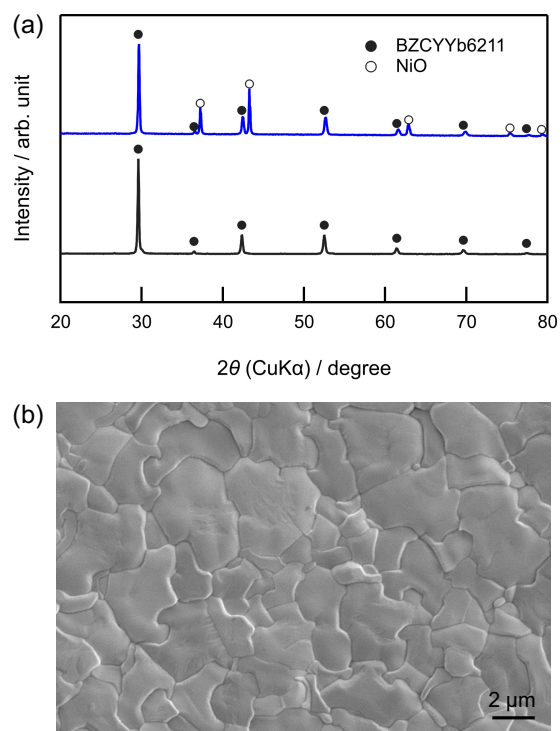 (a)
BZCYYb6211
NiO
Intensity / arb. unit
20 30 40 50 60 70 80
2θ (CuKα) / degree
(b)
2 μm